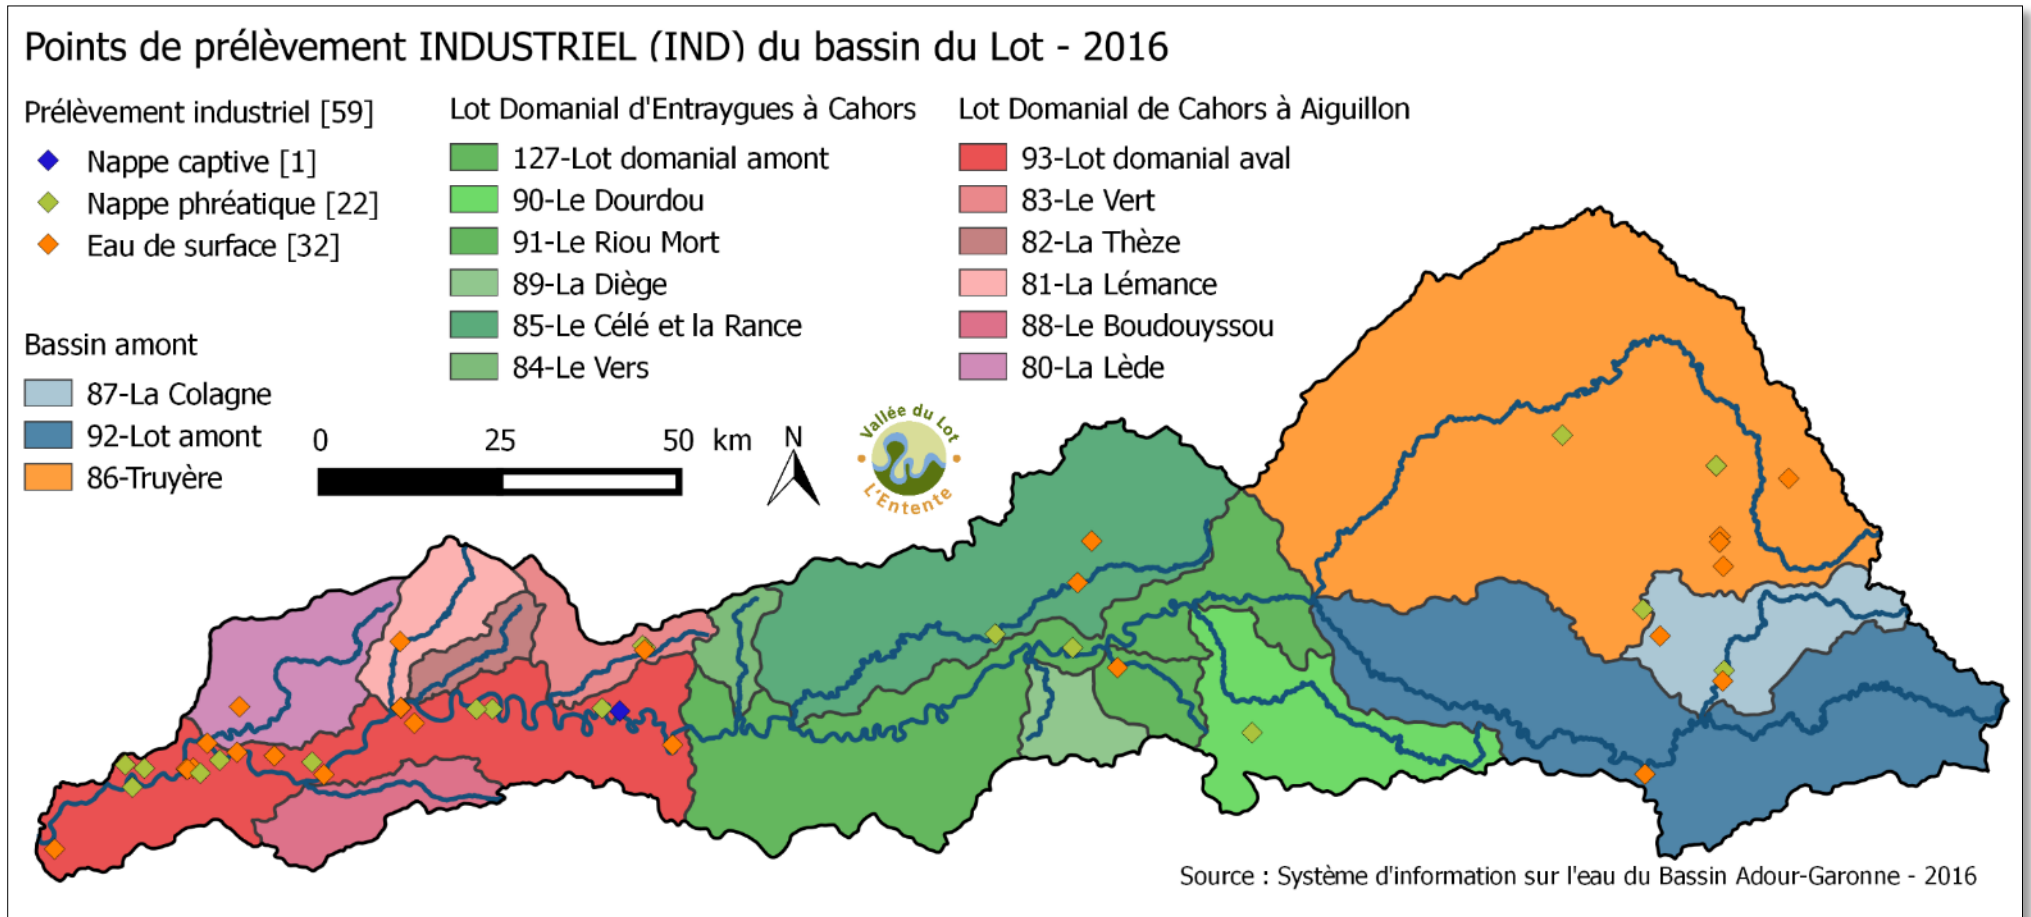 Points de prélèvement INDUSTRIEL (IND) du bassin du Lot - 2016
Prélèvement industriel [59]
Nappe captive [1]
Nappe phréatique [22]
Eau de surface [32]
Bassin amont
87-La Colagne
92-Lot amont
86-Truyère
Lot Domanial d'Entraygues à Cahors
127-Lot domanial amont
90-Le Dourdou
91-Le Riou Mort
89-La Diège
85-Le Célé et la Rance
84-Le Vers
Lot Domanial de Cahors à Aiguillon
93-Lot domanial aval
83-Le Vert
82-La Thèze
81-La Lémance
88-Le Boudouyssou
80-La Lède
0 25 50 km
N
Vallée du Lot
L'Entente
Source : Système d'information sur l'eau du Bassin Adour-Garonne - 2016